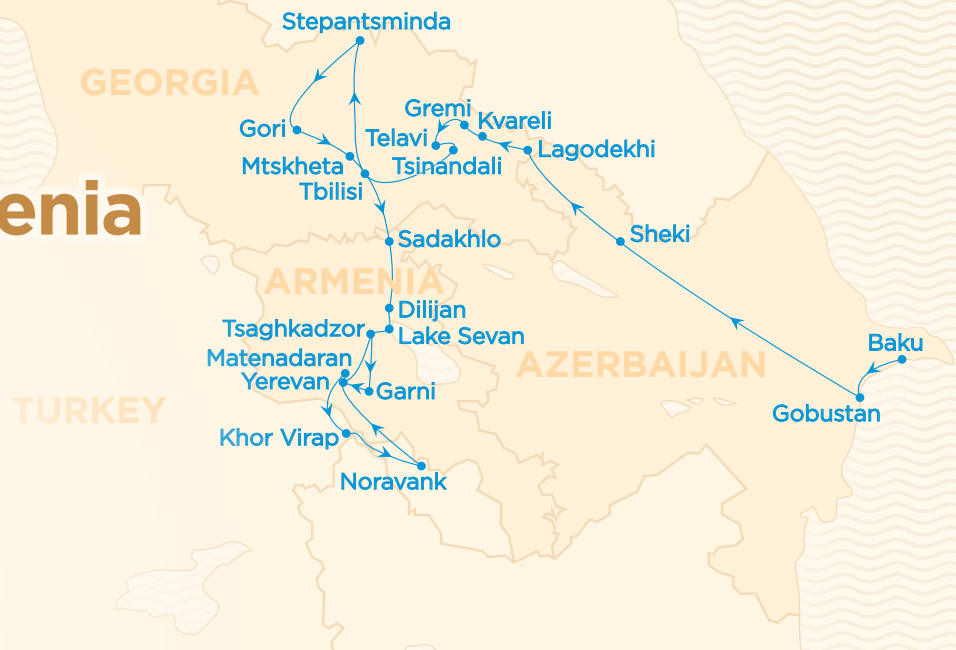 Stepantsminda
GEORGIA
Gremi
Kvareli
Gori
Telavi
Lagodekhi
Mtskheta
Tsinandali
Tbilisi
enia
Sheki
Sadakhlo
ARMENIA
Dilijan
Tsaghkadzor
Lake Sevan
Baku
Matenadaran
AZERBAIJAN
Yerevan
Garni
TURKEY
Gobustan
Khor Virap
Noravank